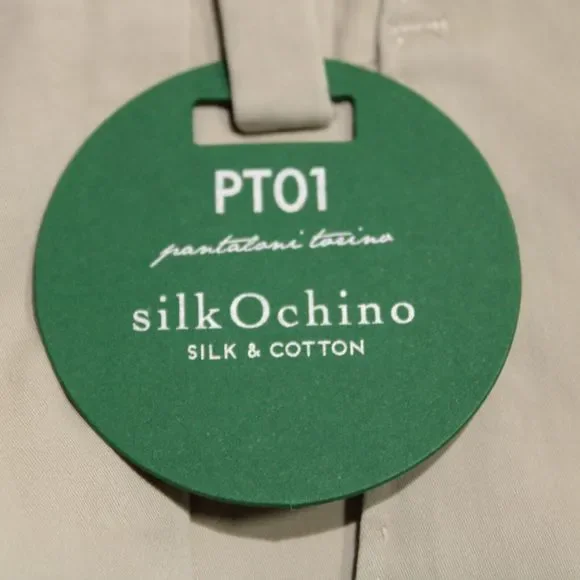 PT01
pantaloni torino
silkOchino
SILK & COTTON